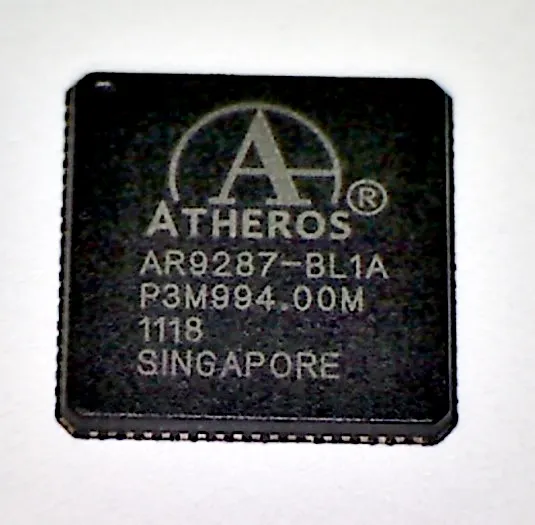 A
ATHEROS®
AR9287-BL1A
P3M994.00M
1118
SINGAPORE